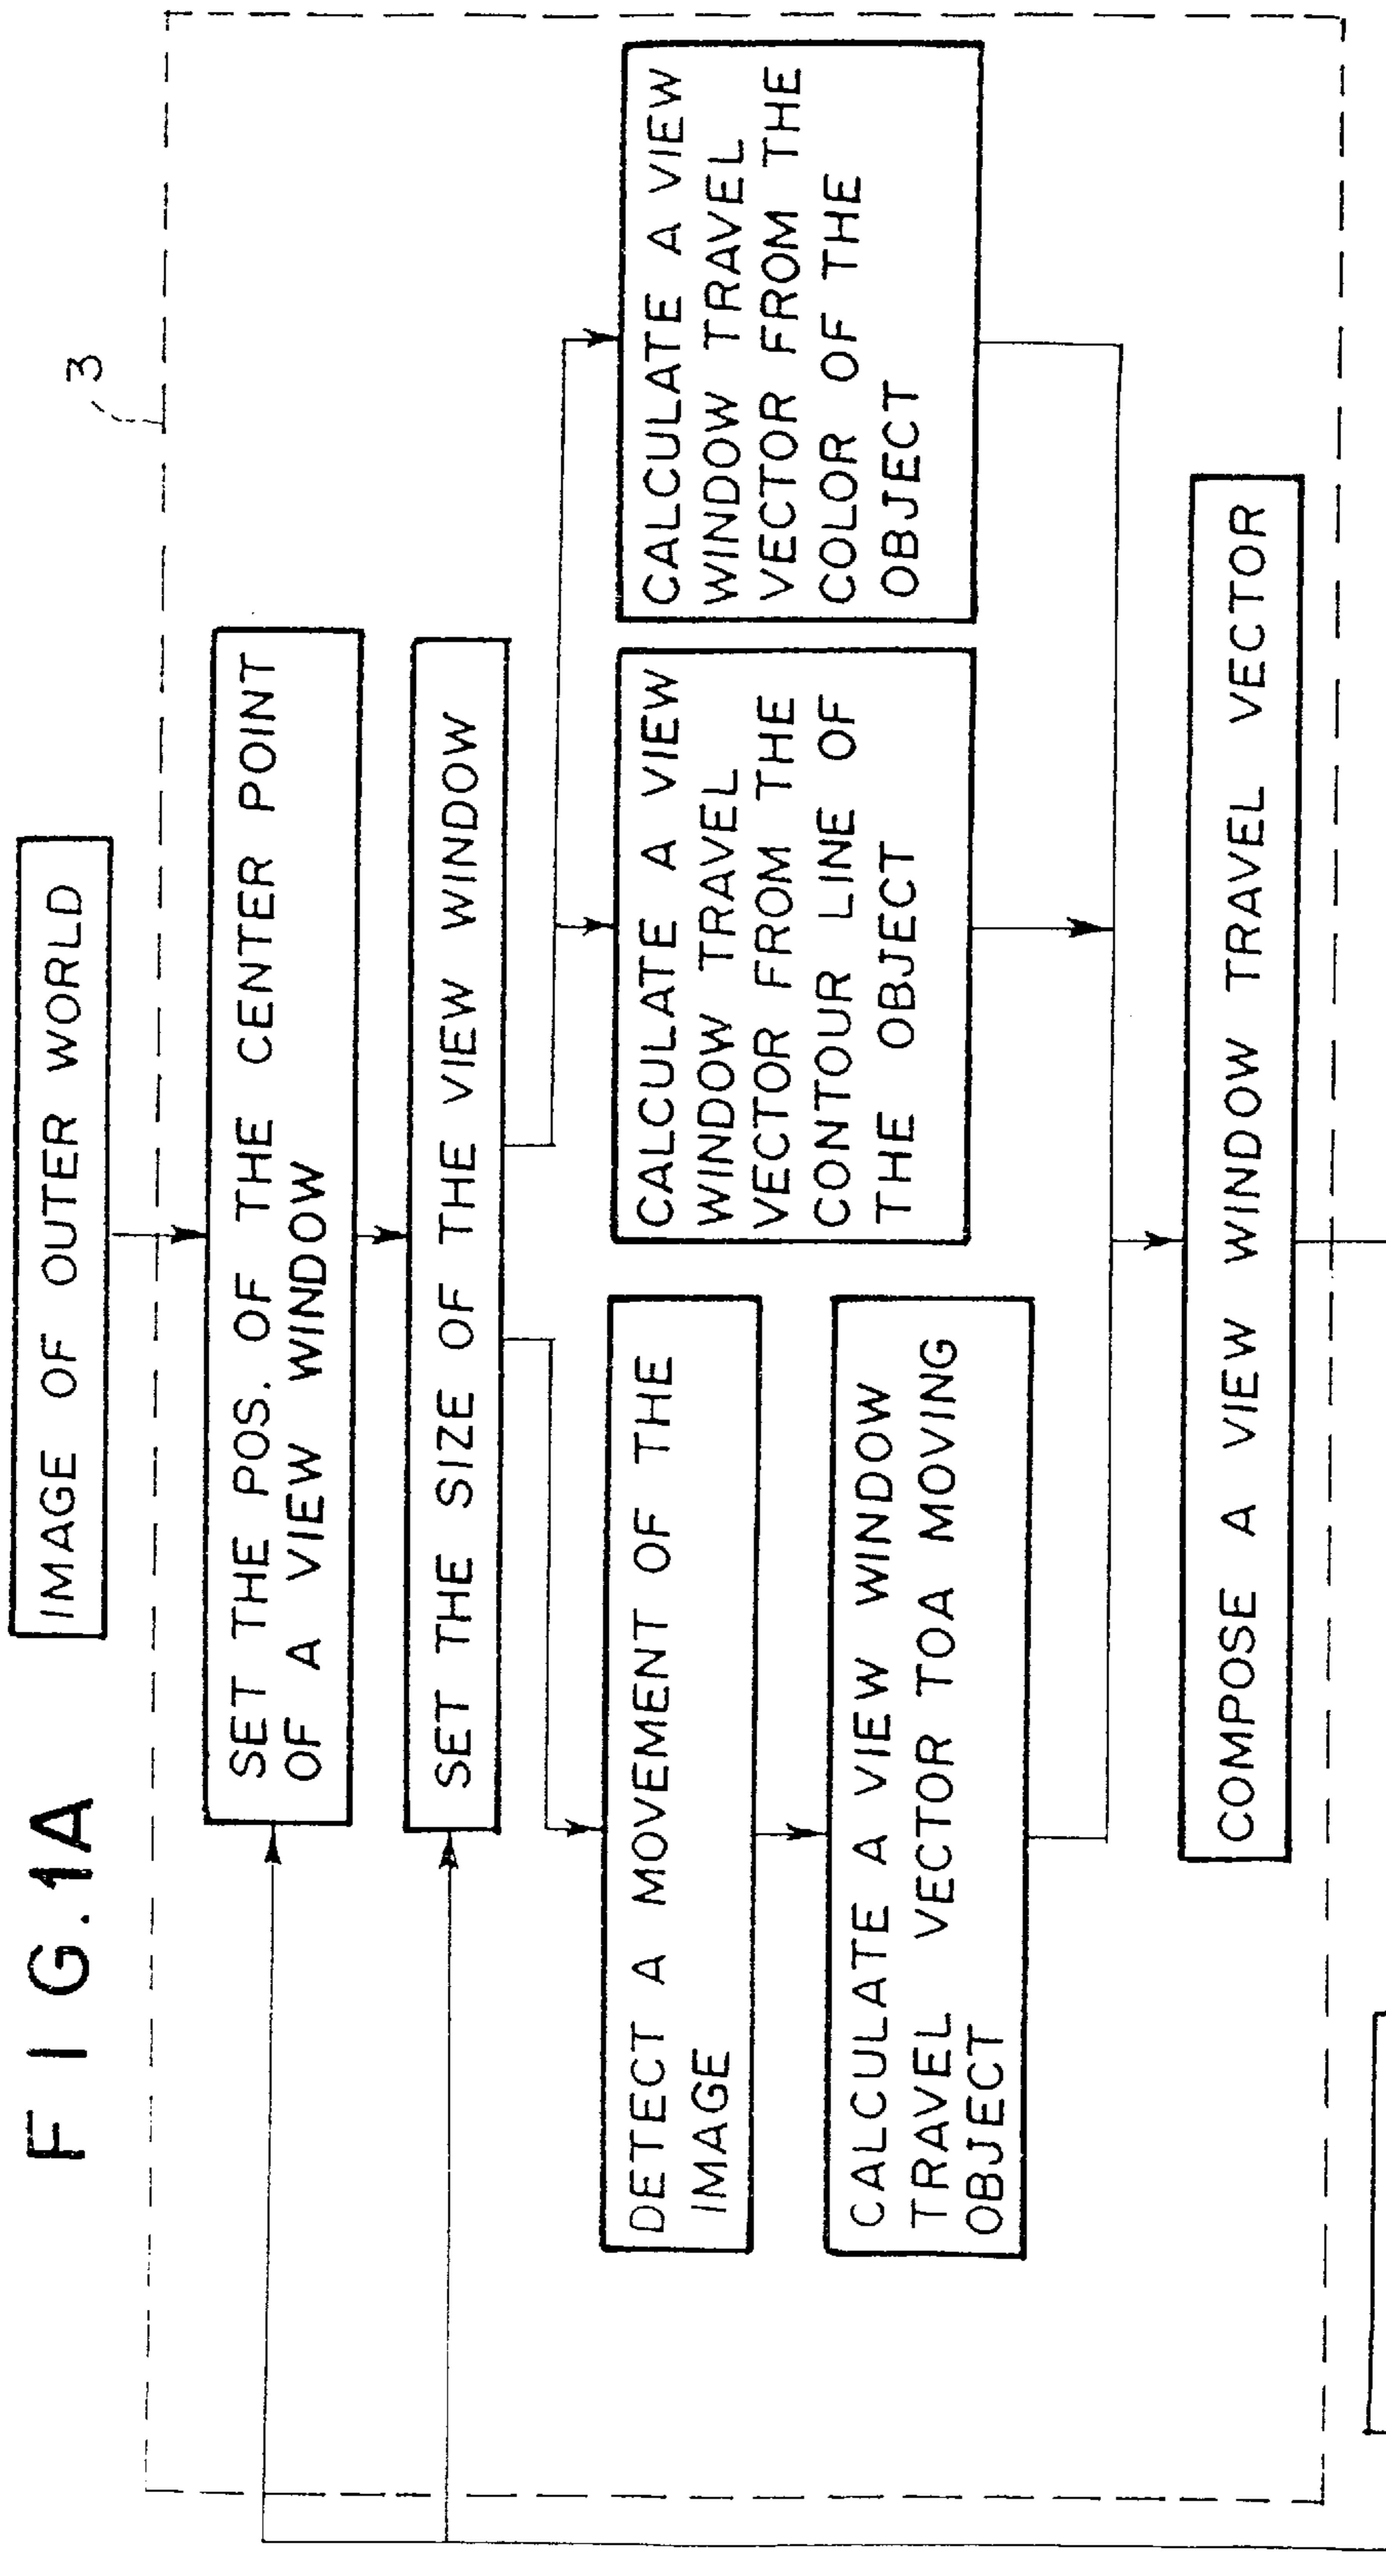 FIG.1A
IMAGE OF OUTER WORLD
3
SET THE POS. OF THE CENTER POINT
OF A VIEW WINDOW
SET THE SIZE OF THE VIEW WINDOW
DETECT A MOVEMENT OF THE
IMAGE
CALCULATE A VIEW WINDOW
TRAVEL VECTOR TOA MOVING
OBJECT
CALCULATE A VIEW
WINDOW TRAVEL
VECTOR FROM THE
CONTOUR LINE OF
THE OBJECT
CALCULATE A VIEW
WINDOW TRAVEL
VECTOR FROM THE
COLOR OF THE
OBJECT
COMPOSE A VIEW WINDOW TRAVEL VECTOR